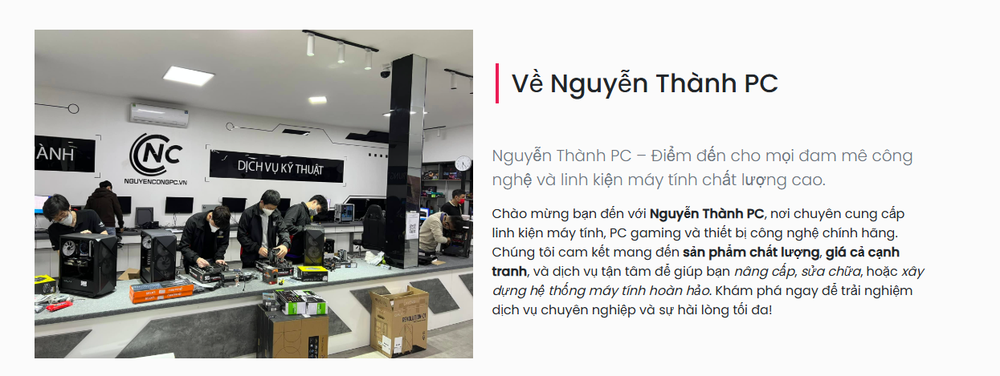 Về Nguyễn Thành PC
Nguyễn Thành PC – Điểm đến cho mọi đam mê công
nghệ và linh kiện máy tính chất lượng cao.
Chào mừng bạn đến với Nguyễn Thành PC, nơi chuyên cung cấp
linh kiện máy tính, PC gaming và thiết bị công nghệ chính hãng.
Chúng tôi cam kết mang đến sản phẩm chất lượng, giá cả cạnh
tranh, và dịch vụ tận tâm để giúp bạn nâng cấp, sửa chữa, hoặc xây
dựng hệ thống máy tính hoàn hảo. Khám phá ngay để trải nghiệm
dịch vụ chuyên nghiệp và sự hài lòng tối đa!
ÀNH
NC
NGUYENCONGPC.VN
DỊCH VỤ KỸ THUẬT